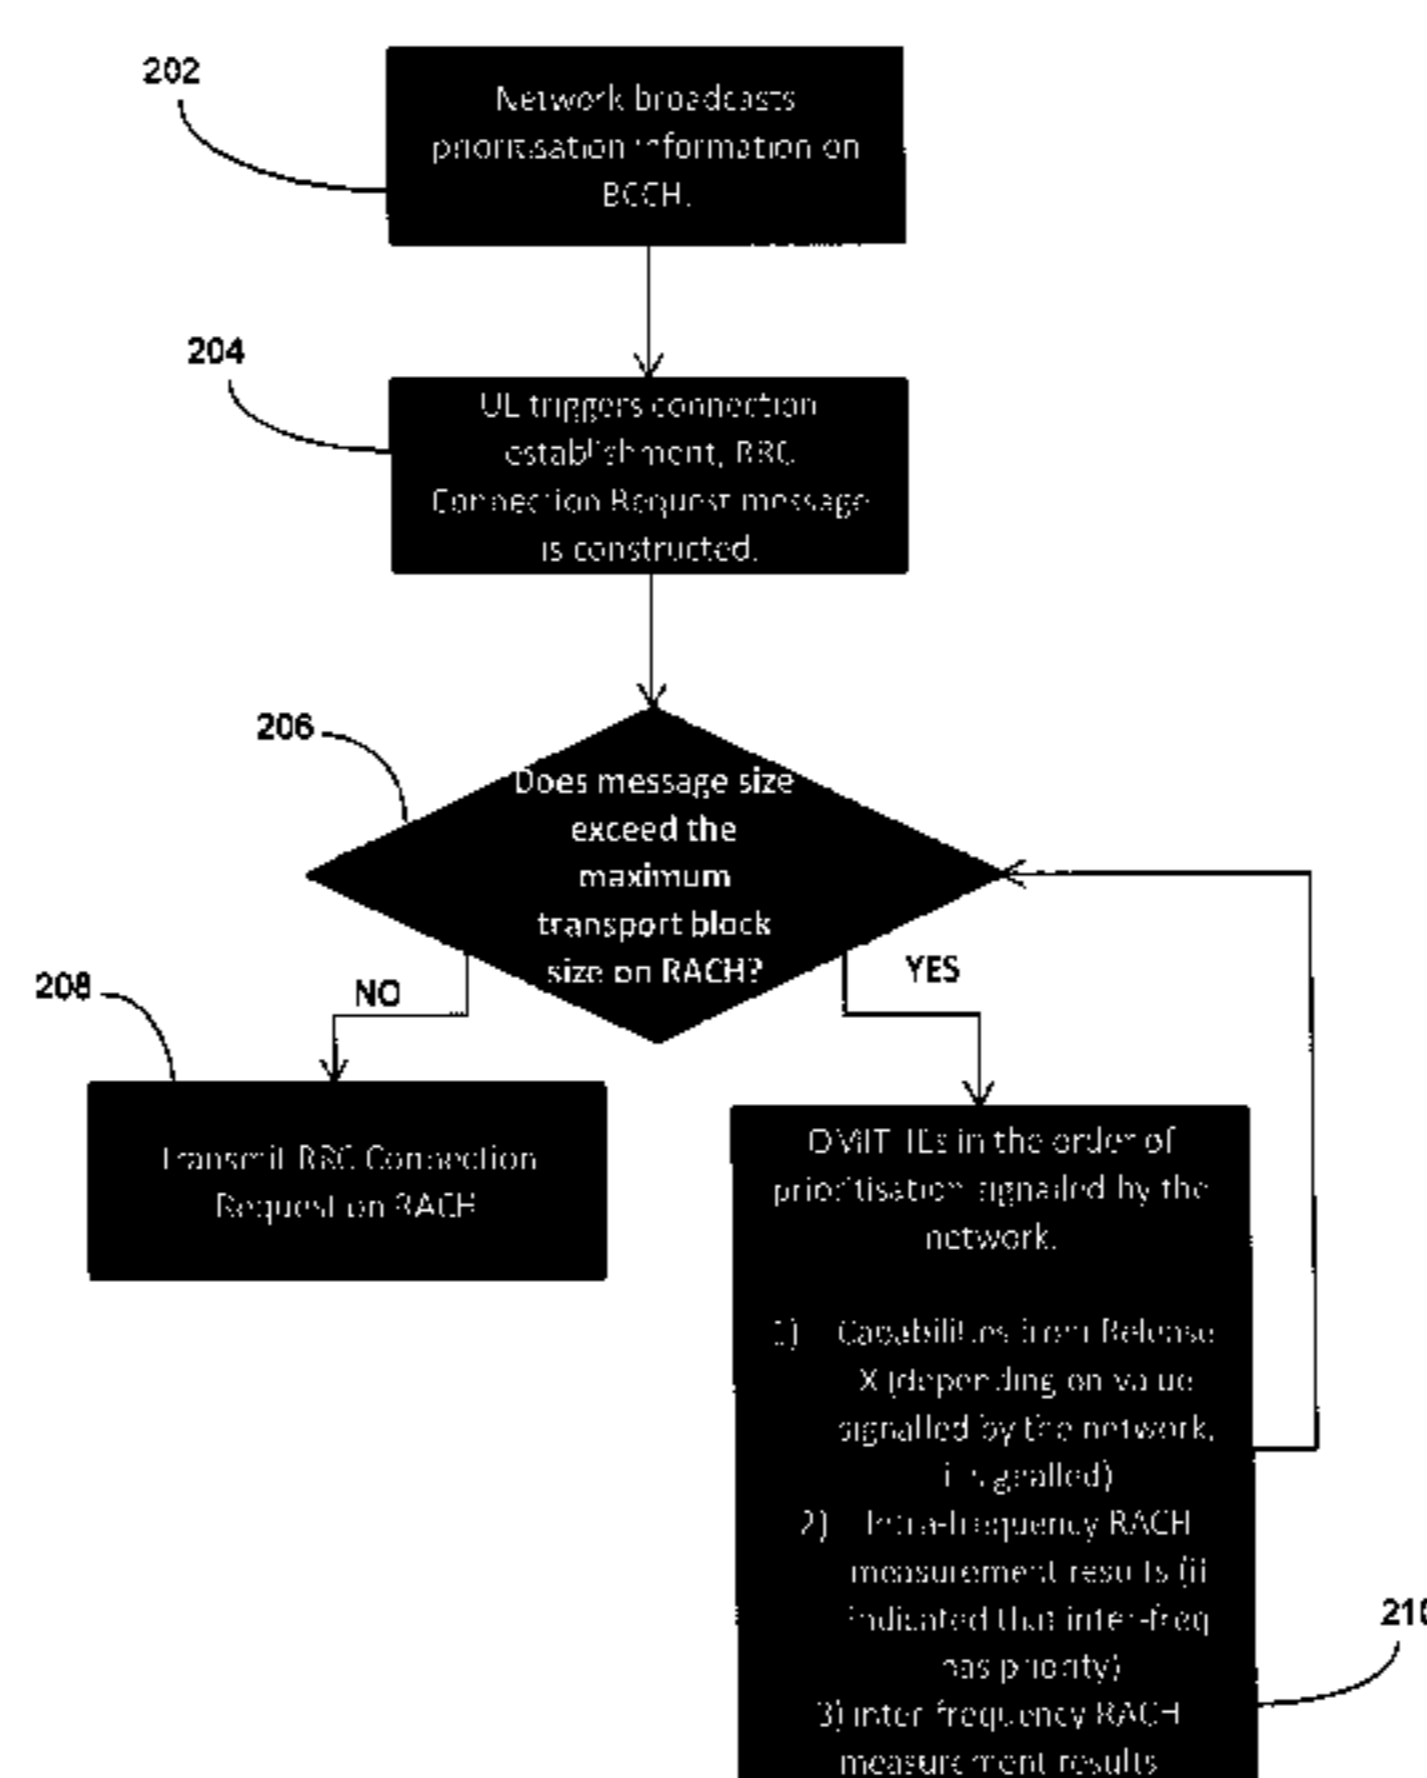 202
Network broadcasts
prioritisation information on
BCCH.
204
UE triggers connection
establishment, RRC
Connection Request message
is constructed.
206
Does message size
exceed the
maximum
transport block
size on RACH?
NO
YES
208
Transmit RRC Connection
Request on RACH
OMIT IEs in the order of
prioritisation signalled by the
network.
1) Capabilities from Release
X (depending on value
signalled by the network,
signalled)
2) Intra-frequency RACH
measurement results (if
indicated that inter-freq
has priority)
210
3) inter frequency RACH
measurement results